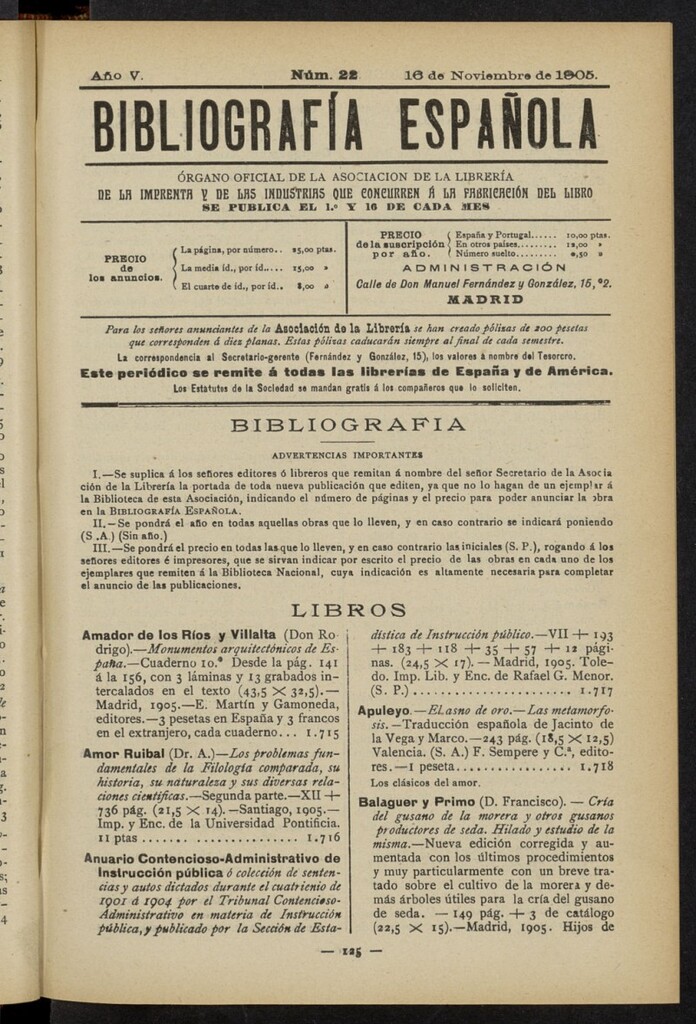 Año V. Núm. 22 16 de Noviembre de 1905.
BIBLIOGRAFÍA ESPAÑOLA
ÓRGANO OFICIAL DE LA ASOCIACION DE LA LIBRERÍA
DE LA IMPRENTA Y DE LAS INDUSTRIAS QUE CONCURREN Á LA FABRICACIÓN DEL LIBRO
SE PUBLICA EL 1.º Y 16 DE CADA MES
PRECIO
de
los anuncios.
La página, por número.. 25,00 ptas.
La media íd., por íd.... 15,00 »
El cuarto de id., por íd.. 8,00 »
PRECIO
de la suscripción
por año.
España y Portugal...... 10,00 ptas.
En otros países......... 12,00 »
Número suelto......... 0,50 »
ADMINISTRACIÓN
Calle de Don Manuel Fernández y González, 15, º2.
MADRID
Para los señores anunciantes de la Asociación de la Librería se han creado pólizas de 200 pesetas
que corresponden á diez planas. Estas pólizas caducarán siempre al final de cada semestre.
La correspondencia al Secretario-gerente (Fernández y González, 15), los valores á nombre del Tesorero.
Este periódico se remite á todas las librerías de España y de América.
Los Estatutos de la Sociedad se mandan gratis á los compañeros que lo soliciten.
BIBLIOGRAFIA
ADVERTENCIAS IMPORTANTES
I.—Se suplica á los señores editores ó libreros que remitan á nombre del señor Secretario de la Asocia
ción de la Librería la portada de toda nueva publicación que editen, ya que no lo hagan de un ejemplar á
la Biblioteca de esta Asociación, indicando el número de páginas y el precio para poder anunciar la obra
en la BIBLIOGRAFÍA ESPAÑOLA.
II.—Se pondrá el año en todas aquellas obras que lo lleven, y en caso contrario se indicará poniendo
(S .A.) (Sin año.)
III.—Se pondrá el precio en todas las que lo lleven, y en caso contrario las iniciales (S. P.), rogando á los
señores editores é impresores, que se sirvan indicar por escrito el precio de las obras en cada uno de los
ejemplares que remiten á la Biblioteca Nacional, cuya indicación es altamente necesaria para completar
el anuncio de las publicaciones.
LIBROS
Amador de los Ríos y Villalta (Don Ro
drigo).—Monumentos arquitectónicos de Es-
paña.—Cuaderno 10.º Desde la pág. 141
á la 156, con 3 láminas y 13 grabados in
tercalados en el texto (43,5 × 32,5).—
Madrid, 1905.—E. Martín y Gamoneda,
editores.—3 pesetas en España y 3 francos
en el extranjero, cada cuaderno... 1.715
Amor Ruibal (Dr. A.)—Los problemas fun-
damentales de la Filología comparada, su
historia, su naturaleza y sus diversas rela-
ciones científicas.—Segunda parte.—XII +
736 pág. (21,5 × 14).—Santiago, 1905.—
Imp. y Enc. de la Universidad Pontificia.
11 ptas ....................... 1.716
Anuario Contencioso-Administrativo de
Instrucción pública ó colección de senten-
cias y autos dictados durante el cuatrienio de
1901 á 1904 por el Tribunal Contencioso-
Administrativo en materia de Instrucción
pública, y publicado por la Sección de Esta-
dística de Instrucción público.—VII + 193
+ 183 + 118 + 35 + 57 + 12 pági-
nas. (24,5 × 17). — Madrid, 1905. Tole-
do. Imp. Lib. y Enc. de Rafael G. Menor.
(S. P.) ........................ 1.717
Apuleyo.—El asno de oro.—Las metamorfo-
sis.—Traducción española de Jacinto de
la Vega y Marco.—243 pág. (18,5 × 12,5)
Valencia. (S. A.) F. Sempere y C.ª, edito-
res.—1 peseta................ 1.718
Los clásicos del amor.
Balaguer y Primo (D. Francisco). — Cría
del gusano de la morera y otros gusanos
productores de seda. Hilado y estudio de la
misma.—Nueva edición corregida y au-
mentada con los últimos procedimientos
y muy particularmente con un breve tra-
tado sobre el cultivo de la morera y de-
más árboles útiles para la cría del gusano
de seda. — 149 pág. + 3 de catálogo
(22,5 × 15).—Madrid, 1905. Hijos de
— 125 —